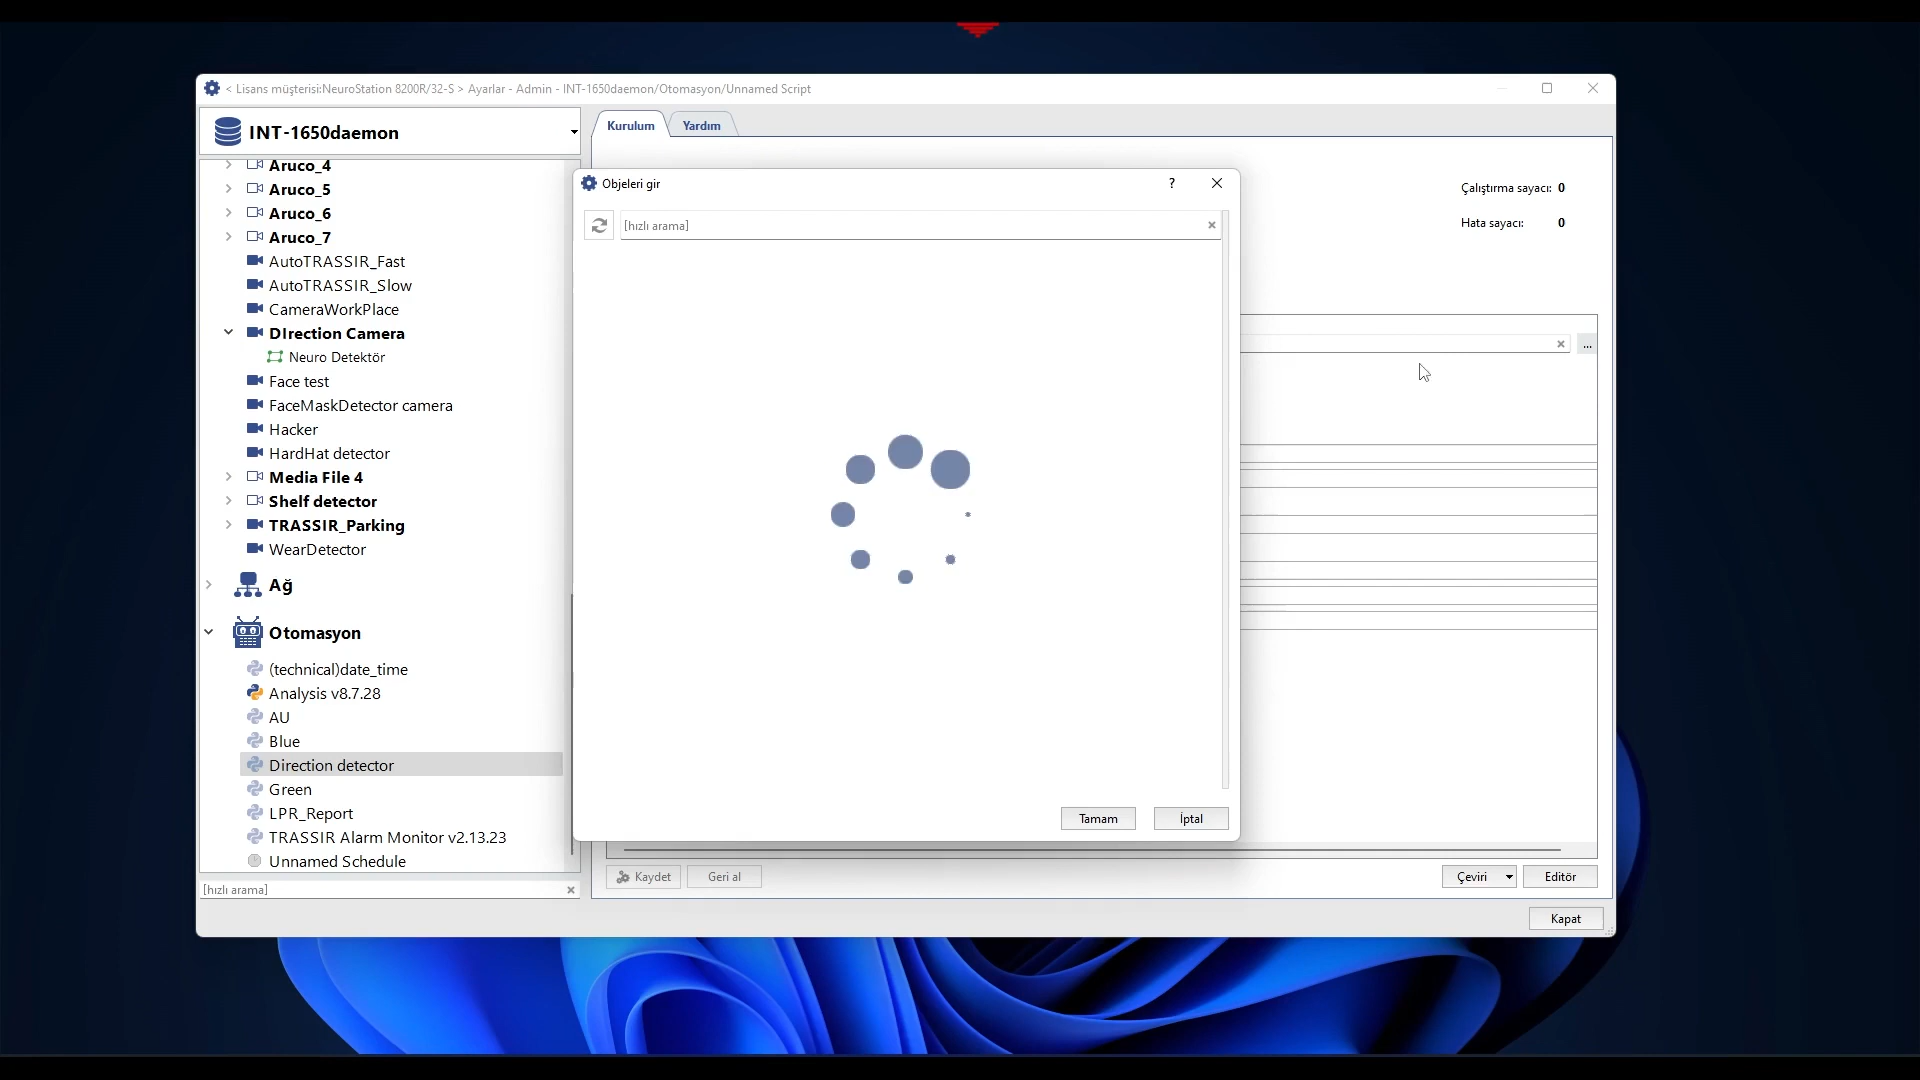 < Lisans müşterisi:NeuroStation 8200R/32-S > Ayarlar - Admin - INT-1650daemon/Otomasyon/Unnamed Script
INT-1650daemon
Aruco_4
Aruco_5
Aruco_6
Aruco_7
AutoTRASSIR_Fast
AutoTRASSIR_Slow
CameraWorkPlace
DIrection Camera
Neuro Detektör
Face test
FaceMaskDetector camera
Hacker
HardHat detector
Media File 4
Shelf detector
TRASSIR_Parking
WearDetector
Ağ
Otomasyon
(technical)date_time
Analysis v8.7.28
AU
Blue
Direction detector
Green
LPR_Report
TRASSIR Alarm Monitor v2.13.23
Unnamed Schedule
[hızlı arama]
Kurulum
Yardım
Çalıştırma sayacı: 0
Hata sayacı: 0
...
Objeleri gir
?
[hızlı arama]
Tamam
İptal
Kaydet
Geri al
Çeviri
Editör
Kapat